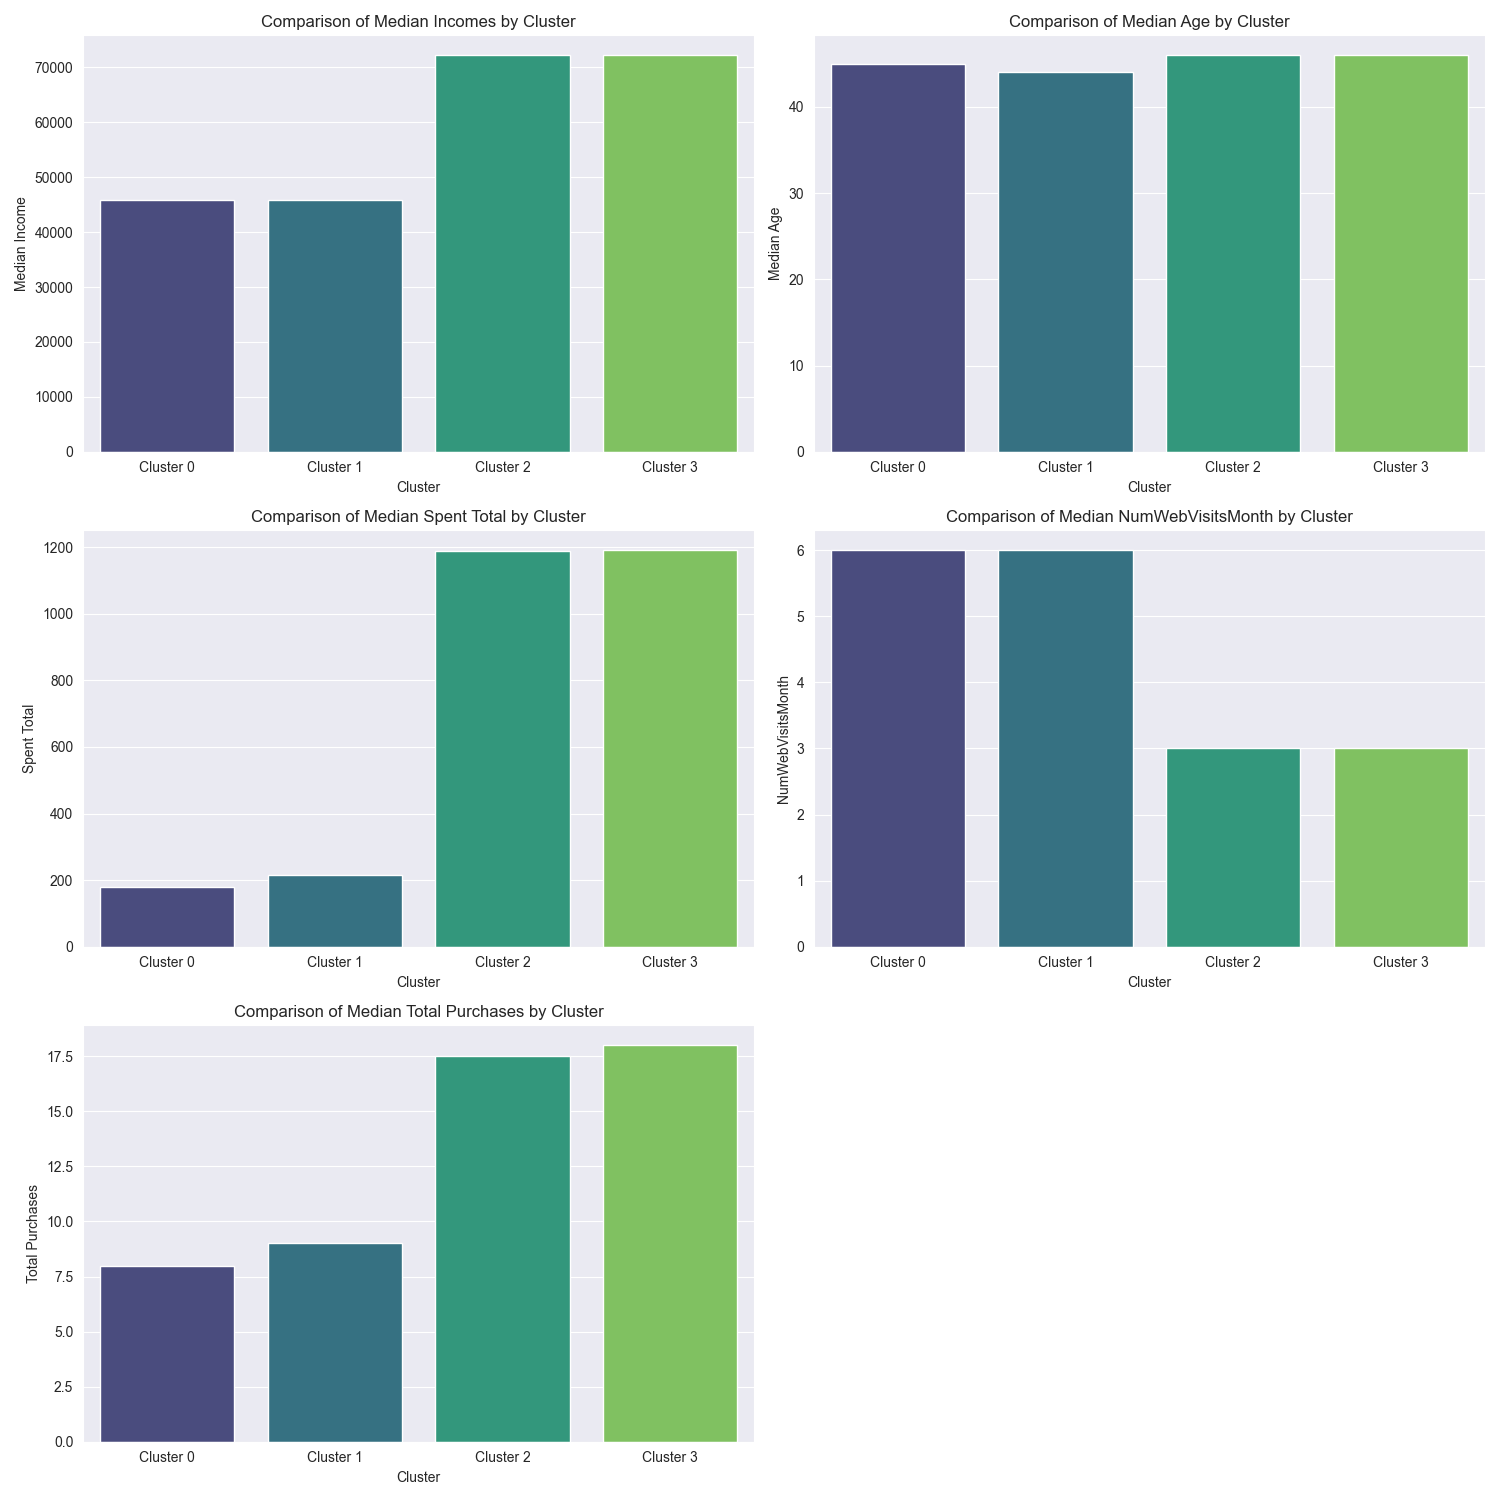 Comparison of Median Incomes by Cluster
Median Income
70000
60000
50000
40000
30000
20000
10000
0
Cluster 0 Cluster 1 Cluster 2 Cluster 3
Cluster
Comparison of Median Age by Cluster
Median Age
40
30
20
10
0
Cluster 0 Cluster 1 Cluster 2 Cluster 3
Cluster
Comparison of Median Spent Total by Cluster
Spent Total
1200
1000
800
600
400
200
0
Cluster 0 Cluster 1 Cluster 2 Cluster 3
Cluster
Comparison of Median NumWebVisitsMonth by Cluster
NumWebVisitsMonth
6
5
4
3
2
1
0
Cluster 0 Cluster 1 Cluster 2 Cluster 3
Cluster
Comparison of Median Total Purchases by Cluster
Total Purchases
17.5
15.0
12.5
10.0
7.5
5.0
2.5
0.0
Cluster 0 Cluster 1 Cluster 2 Cluster 3
Cluster